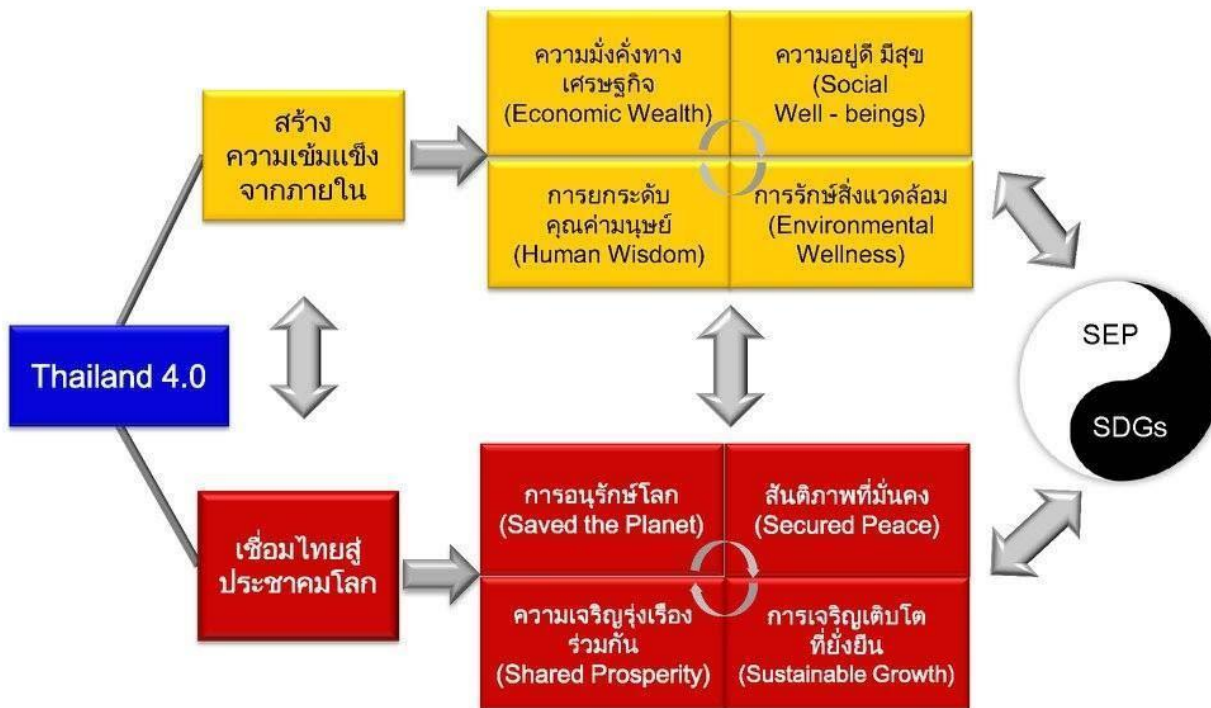 ความมั่งคั่งทาง
เศรษฐกิจ
(Economic Wealth)
ความอยู่ดี มีสุข
(Social
Well - beings)
สร้าง
ความเข้มแข็ง
จากภายใน
การยกระดับ
คุณค่ามนุษย์
(Human Wisdom)
การรักษ์สิ่งแวดล้อม
(Environmental
Wellness)
Thailand 4.0
SEP
SDGs
การอนุรักษ์โลก
(Saved the Planet)
สันติภาพที่มั่นคง
(Secured Peace)
เชื่อมไทยสู่
ประชาคมโลก
ความเจริญรุ่งเรือง
ร่วมกัน
(Shared Prosperity)
การเจริญเติบโต
ที่ยั่งยืน
(Sustainable Growth)